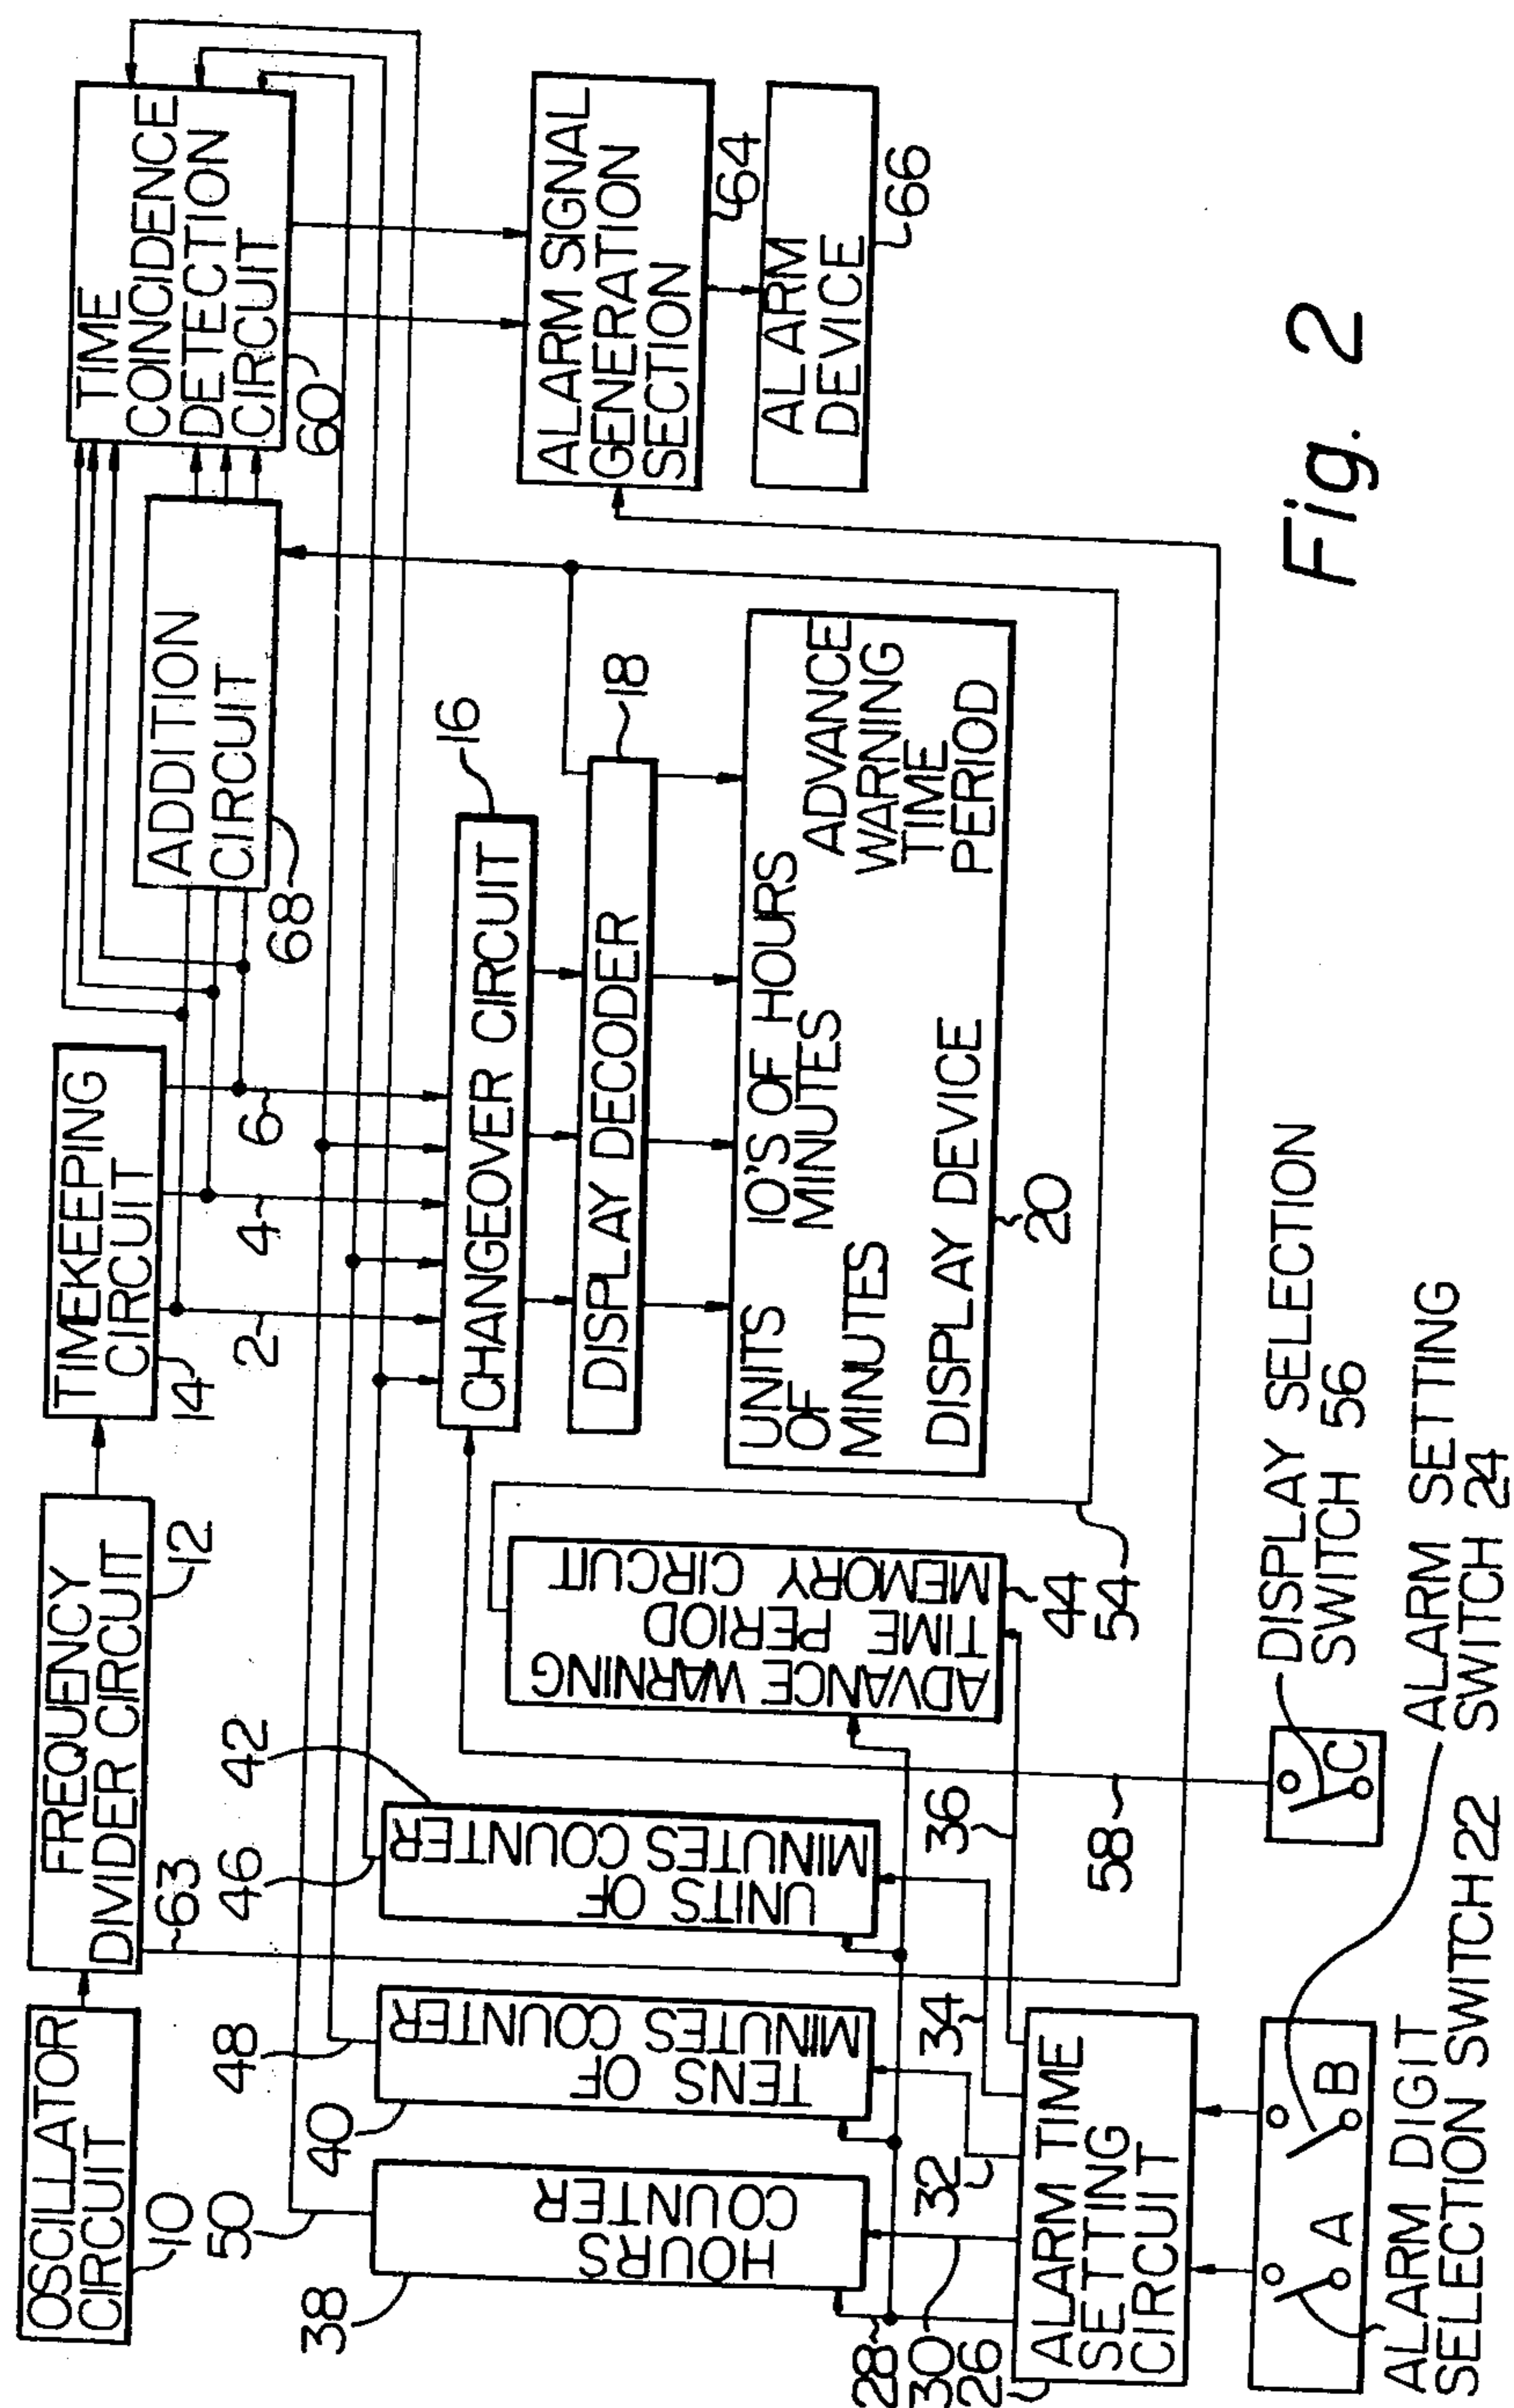 OSCILLATOR
CIRCUIT
10
FREQUENCY
DIVIDER CIRCUIT
12
63
TIMEKEEPING
CIRCUIT
14
2
4
6
ADDITION
CIRCUIT
68
TIME
COINCIDENCE
DETECTION
CIRCUIT
60
50
48
46
42
38
HOURS
COUNTER
40
TENS OF
MINUTES COUNTER
UNITS OF
MINUTES COUNTER
ADVANCE WARNING
TIME PERIOD
MEMORY CIRCUIT
44
54
CHANGEOVER CIRCUIT
16
DISPLAY DECODER
18
UNITS
OF
MINUTES
10'S OF
MINUTES
HOURS
ADVANCE
WARNING
TIME
PERIOD
DISPLAY DEVICE
20
ALARM SIGNAL
GENERATION
SECTION
64
ALARM
DEVICE
66
28
30
26
32
34
36
58
ALARM TIME
SETTING
CIRCUIT
A
B
C
DISPLAY SELECTION
SWITCH 56
ALARM SETTING
SWITCH 24
ALARM DIGIT
SELECTION SWITCH 22
Fig. 2